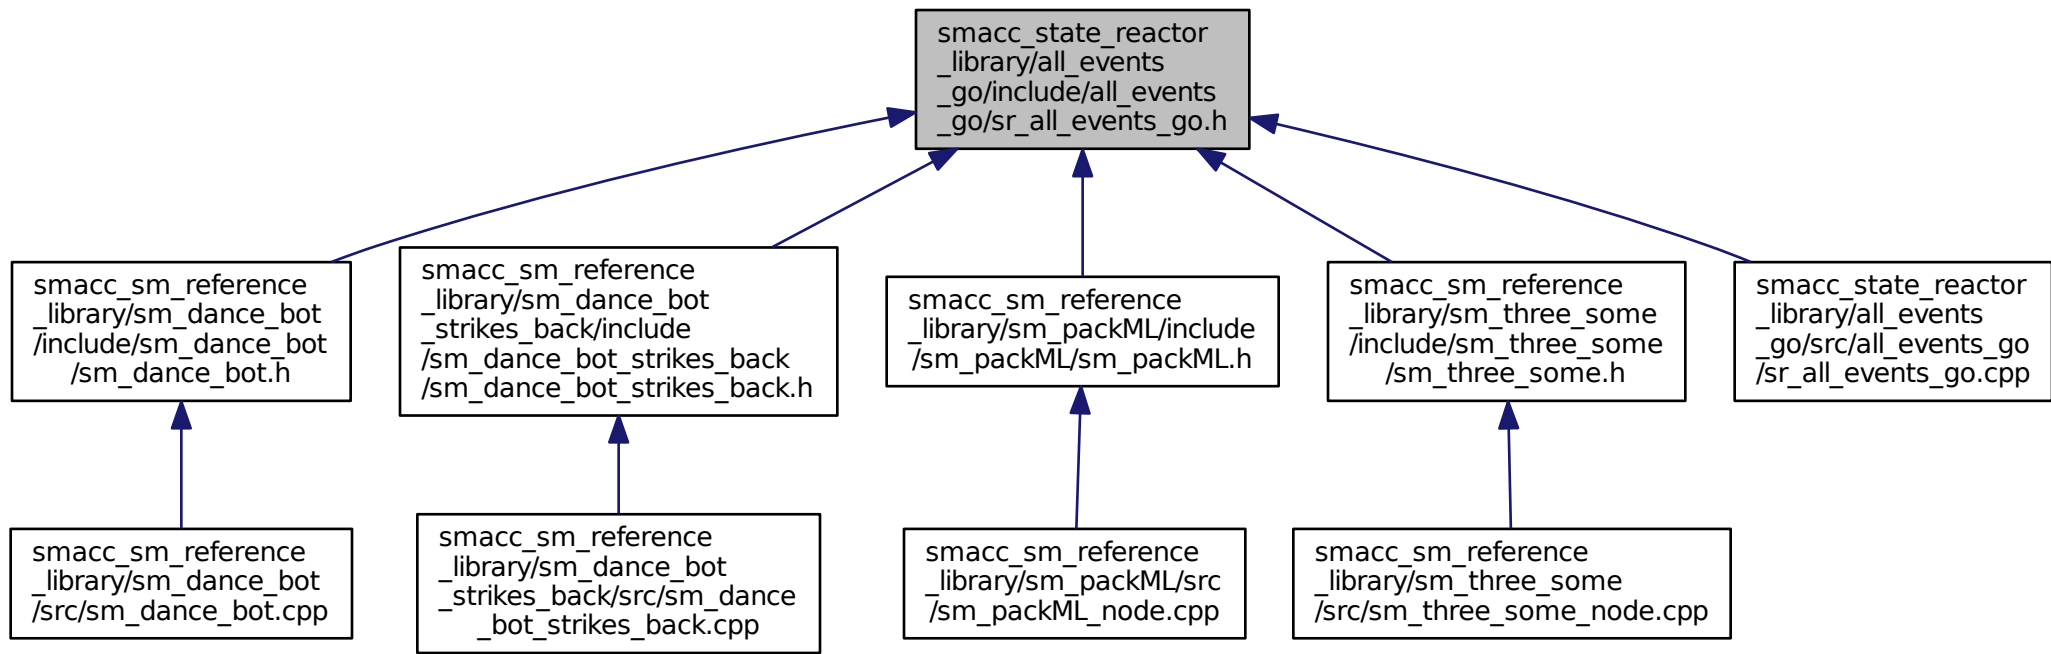 smacc_state_reactor
_library/all_events
_go/include/all_events
_go/sr_all_events_go.h
smacc_sm_reference
_library/sm_dance_bot
/include/sm_dance_bot
/sm_dance_bot.h
smacc_sm_reference
_library/sm_dance_bot
_strikes_back/include
/sm_dance_bot_strikes_back
/sm_dance_bot_strikes_back.h
smacc_sm_reference
_library/sm_packML/include
/sm_packML/sm_packML.h
smacc_sm_reference
_library/sm_three_some
/include/sm_three_some
/sm_three_some.h
smacc_state_reactor
_library/all_events
_go/src/all_events_go
/sr_all_events_go.cpp
smacc_sm_reference
_library/sm_dance_bot
/src/sm_dance_bot.cpp
smacc_sm_reference
_library/sm_dance_bot
_strikes_back/src/sm_dance
_bot_strikes_back.cpp
smacc_sm_reference
_library/sm_packML/src
/sm_packML_node.cpp
smacc_sm_reference
_library/sm_three_some
/src/sm_three_some_node.cpp